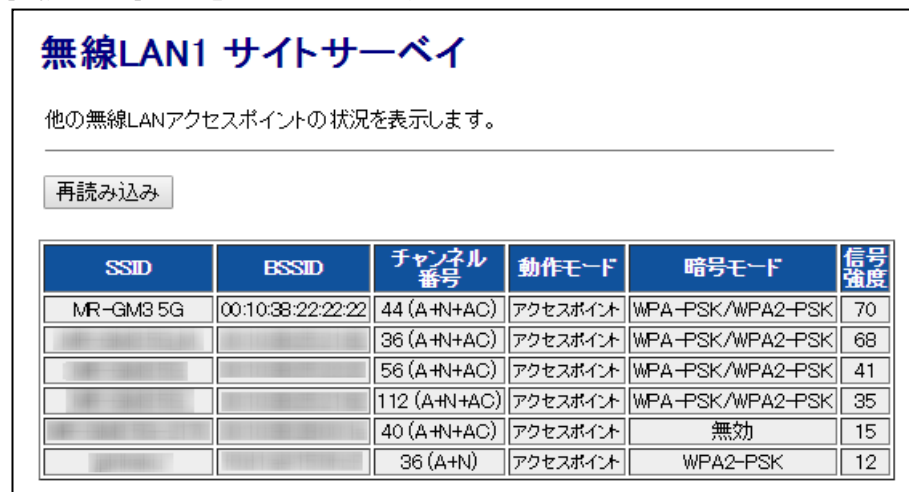 無線LAN1 サイトサーベイ
他の無線LANアクセスポイントの状況を表示します。
再読み込み
SSID BSSID チャンネル番号 動作モード 暗号モード 信号強度
MR-GM3 5G 00:10:38:22:22:22 44 (A+N+AC) アクセスポイント WPA-PSK/WPA2-PSK 70
36 (A+N+AC) アクセスポイント WPA-PSK/WPA2-PSK 68
56 (A+N+AC) アクセスポイント WPA-PSK/WPA2-PSK 41
112 (A+N+AC) アクセスポイント WPA-PSK/WPA2-PSK 35
40 (A+N+AC) アクセスポイント 無効 15
36 (A+N) アクセスポイント WPA2-PSK 12